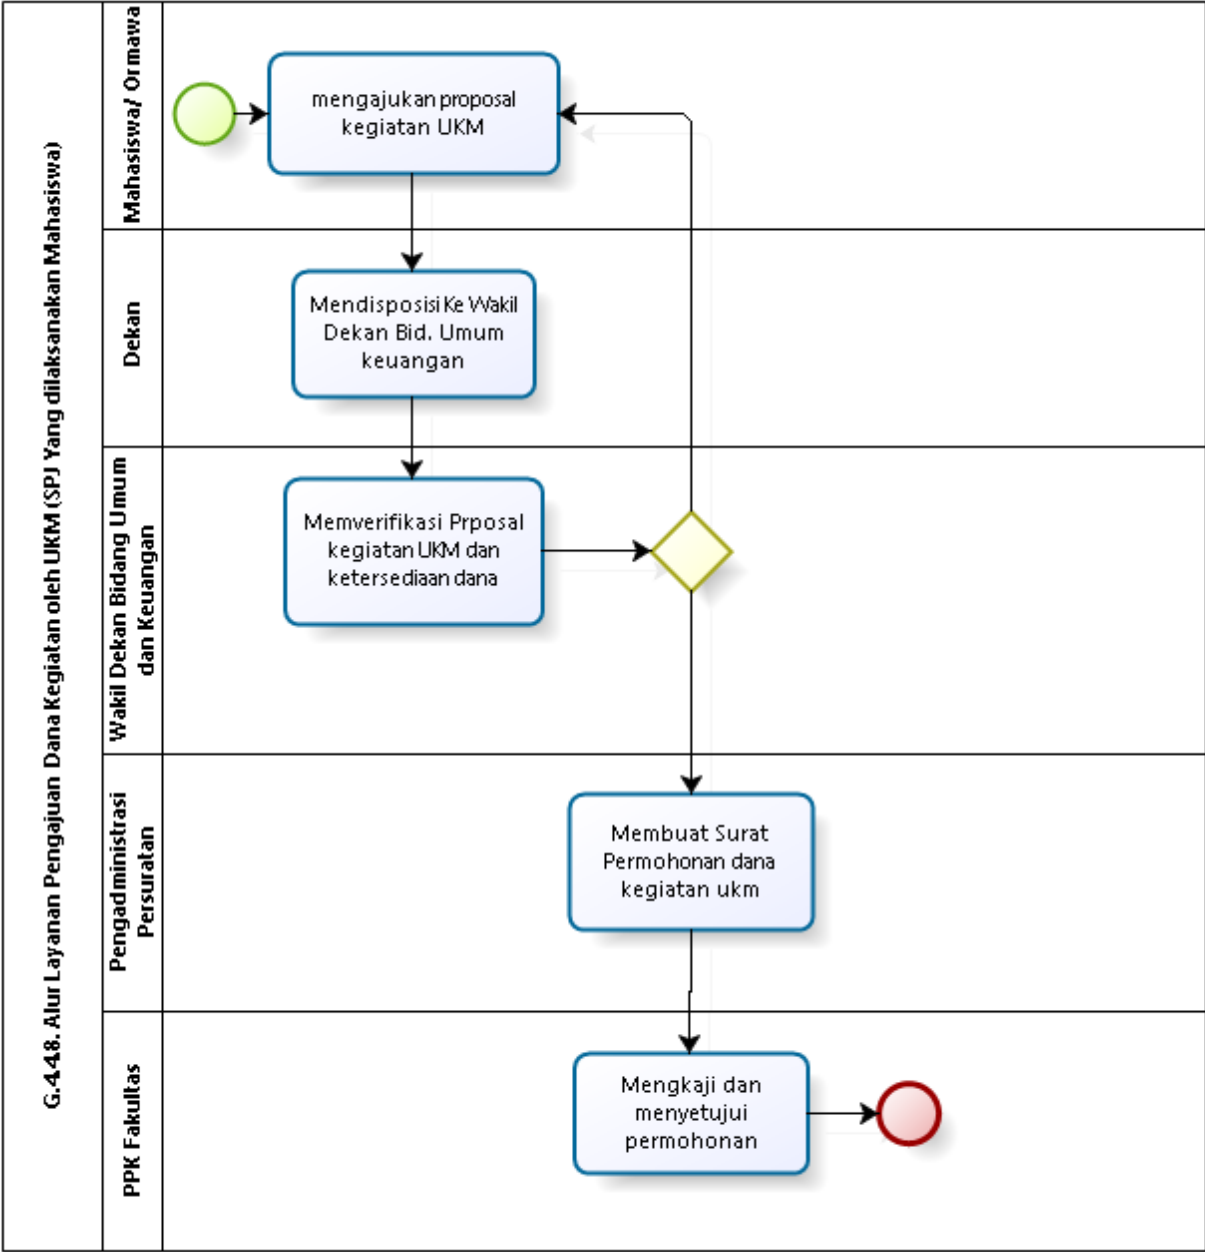 G.4.48. Alur Layanan Pengajuan Dana Kegiatan oleh UKM (SPJ Yang dilaksanakan Mahasiswa)
Mahasiswa/ Ormawa
mengajukan proposal
kegiatan UKM
Dekan
Mendisposisi Ke Wakil
Dekan Bid. Umum
keuangan
Wakil Dekan Bidang Umum
dan Keuangan
Memverifikasi Prposal
kegiatan UKM dan
ketersediaan dana
Pengadministrasi
Persuratan
Membuat Surat
Permohonan dana
kegiatan ukm
PPK Fakultas
Mengkaji dan
menyetujui
permohonan